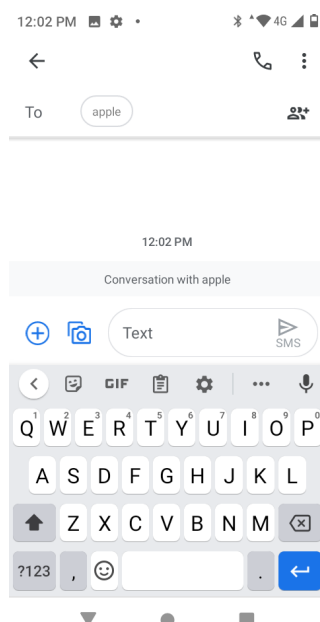 12:02 PM
4G
To apple
12:02 PM
Conversation with apple
Text
SMS
GIF
1 2 3 4 5 6 7 8 9 0
Q W E R T Y U I O P
A S D F G H J K L
Z X C V B N M
?123 , .